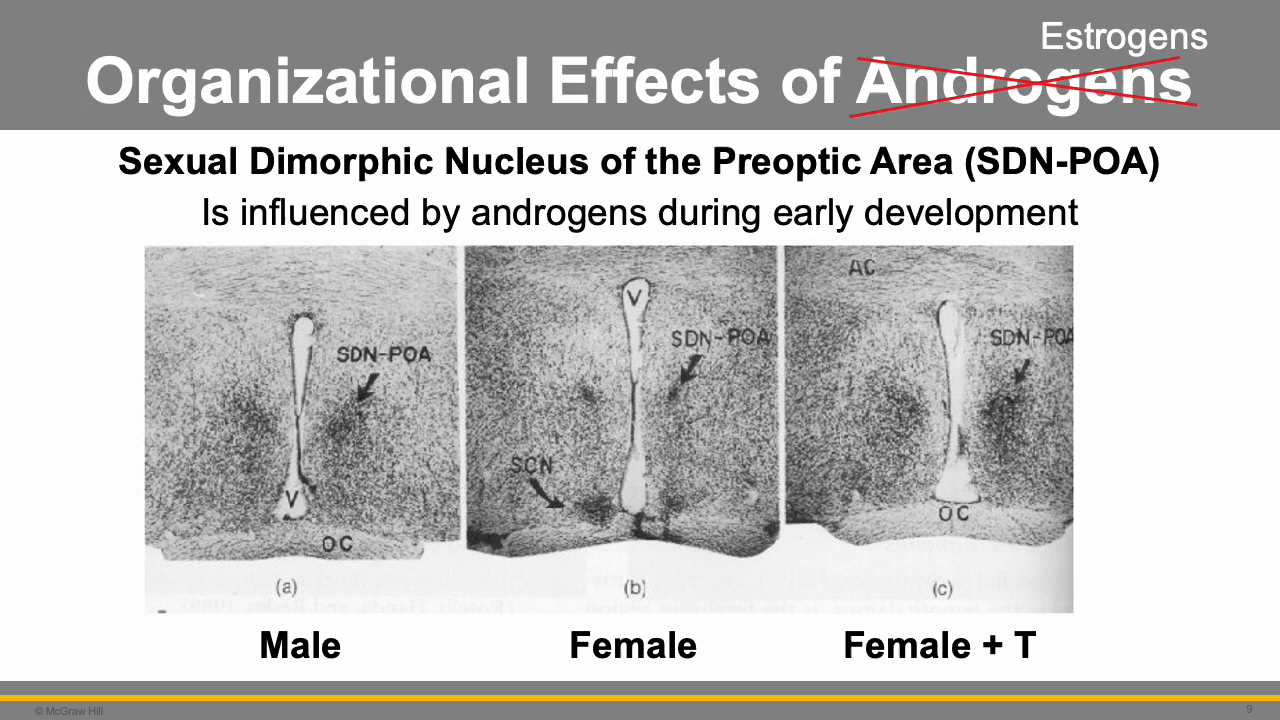 Estrogens
Organizational Effects of Androgens
Sexual Dimorphic Nucleus of the Preoptic Area (SDN-POA)
Is influenced by androgens during early development
SDN-POA
V
OC
(a)
V
SDN-POA
SCN
(b)
AC
SDN-POA
OC
(c)
Male
Female
Female + T
© McGraw Hill
9